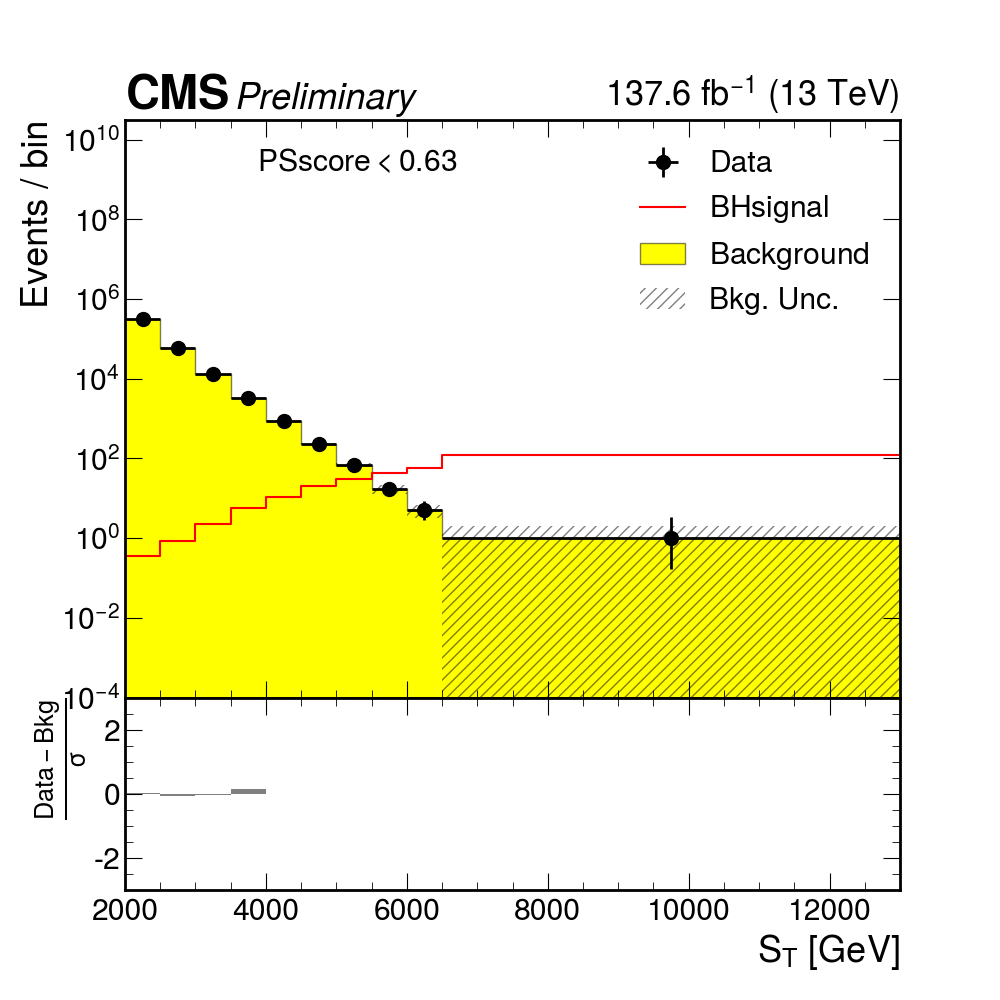 CMS Preliminary 137.6 fb⁻¹ (13 TeV)
Events / bin
PSscore < 0.63
Data
BHsignal
Background
Bkg. Unc.
10¹⁰
10⁸
10⁶
10⁴
10²
10⁰
10⁻²
10⁻⁴
Data – Bkg
σ
2
0
-2
2000 4000 6000 8000 10000 12000
S_T [GeV]